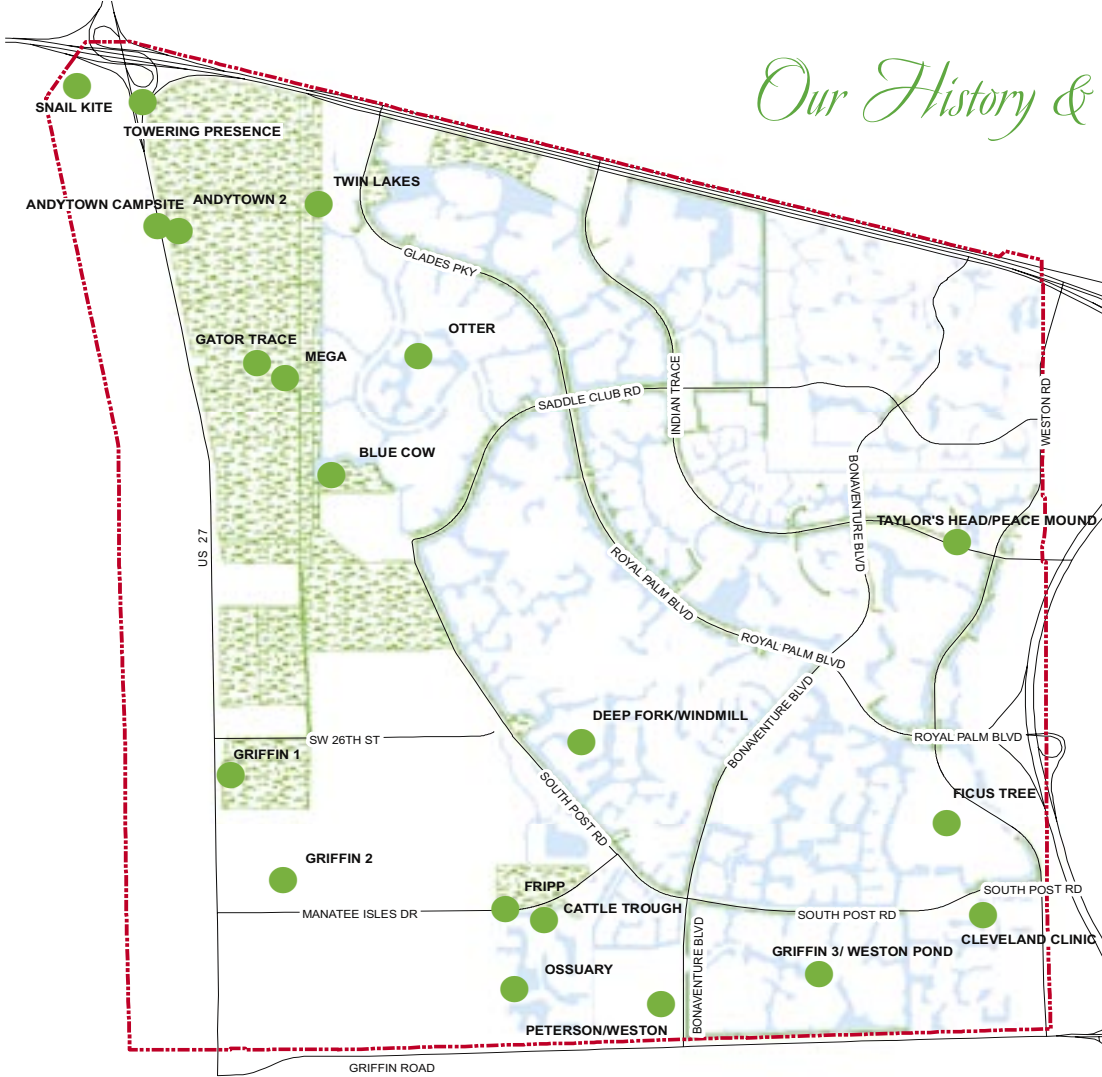 Our History &
SNAIL KITE
TOWERING PRESENCE
ANDYTOWN CAMPSITE
ANDYTOWN 2
TWIN LAKES
GLADES PKY
OTTER
GATOR TRACE
MEGA
SADDLE CLUB RD
INDIAN TRACE
WESTON RD
BLUE COW
BONAVENTURE BLVD
TAYLOR'S HEAD/PEACE MOUND
US 27
ROYAL PALM BLVD
ROYAL PALM BLVD
BONAVENTURE BLVD
DEEP FORK/WINDMILL
SW 26TH ST
ROYAL PALM BLVD
GRIFFIN 1
SOUTH POST RD
FICUS TREE
GRIFFIN 2
FRIPP
SOUTH POST RD
MANATEE ISLES DR
CATTLE TROUGH
SOUTH POST RD
CLEVELAND CLINIC
GRIFFIN 3/ WESTON POND
BONAVENTURE BLVD
OSSUARY
PETERSON/WESTON
GRIFFIN ROAD